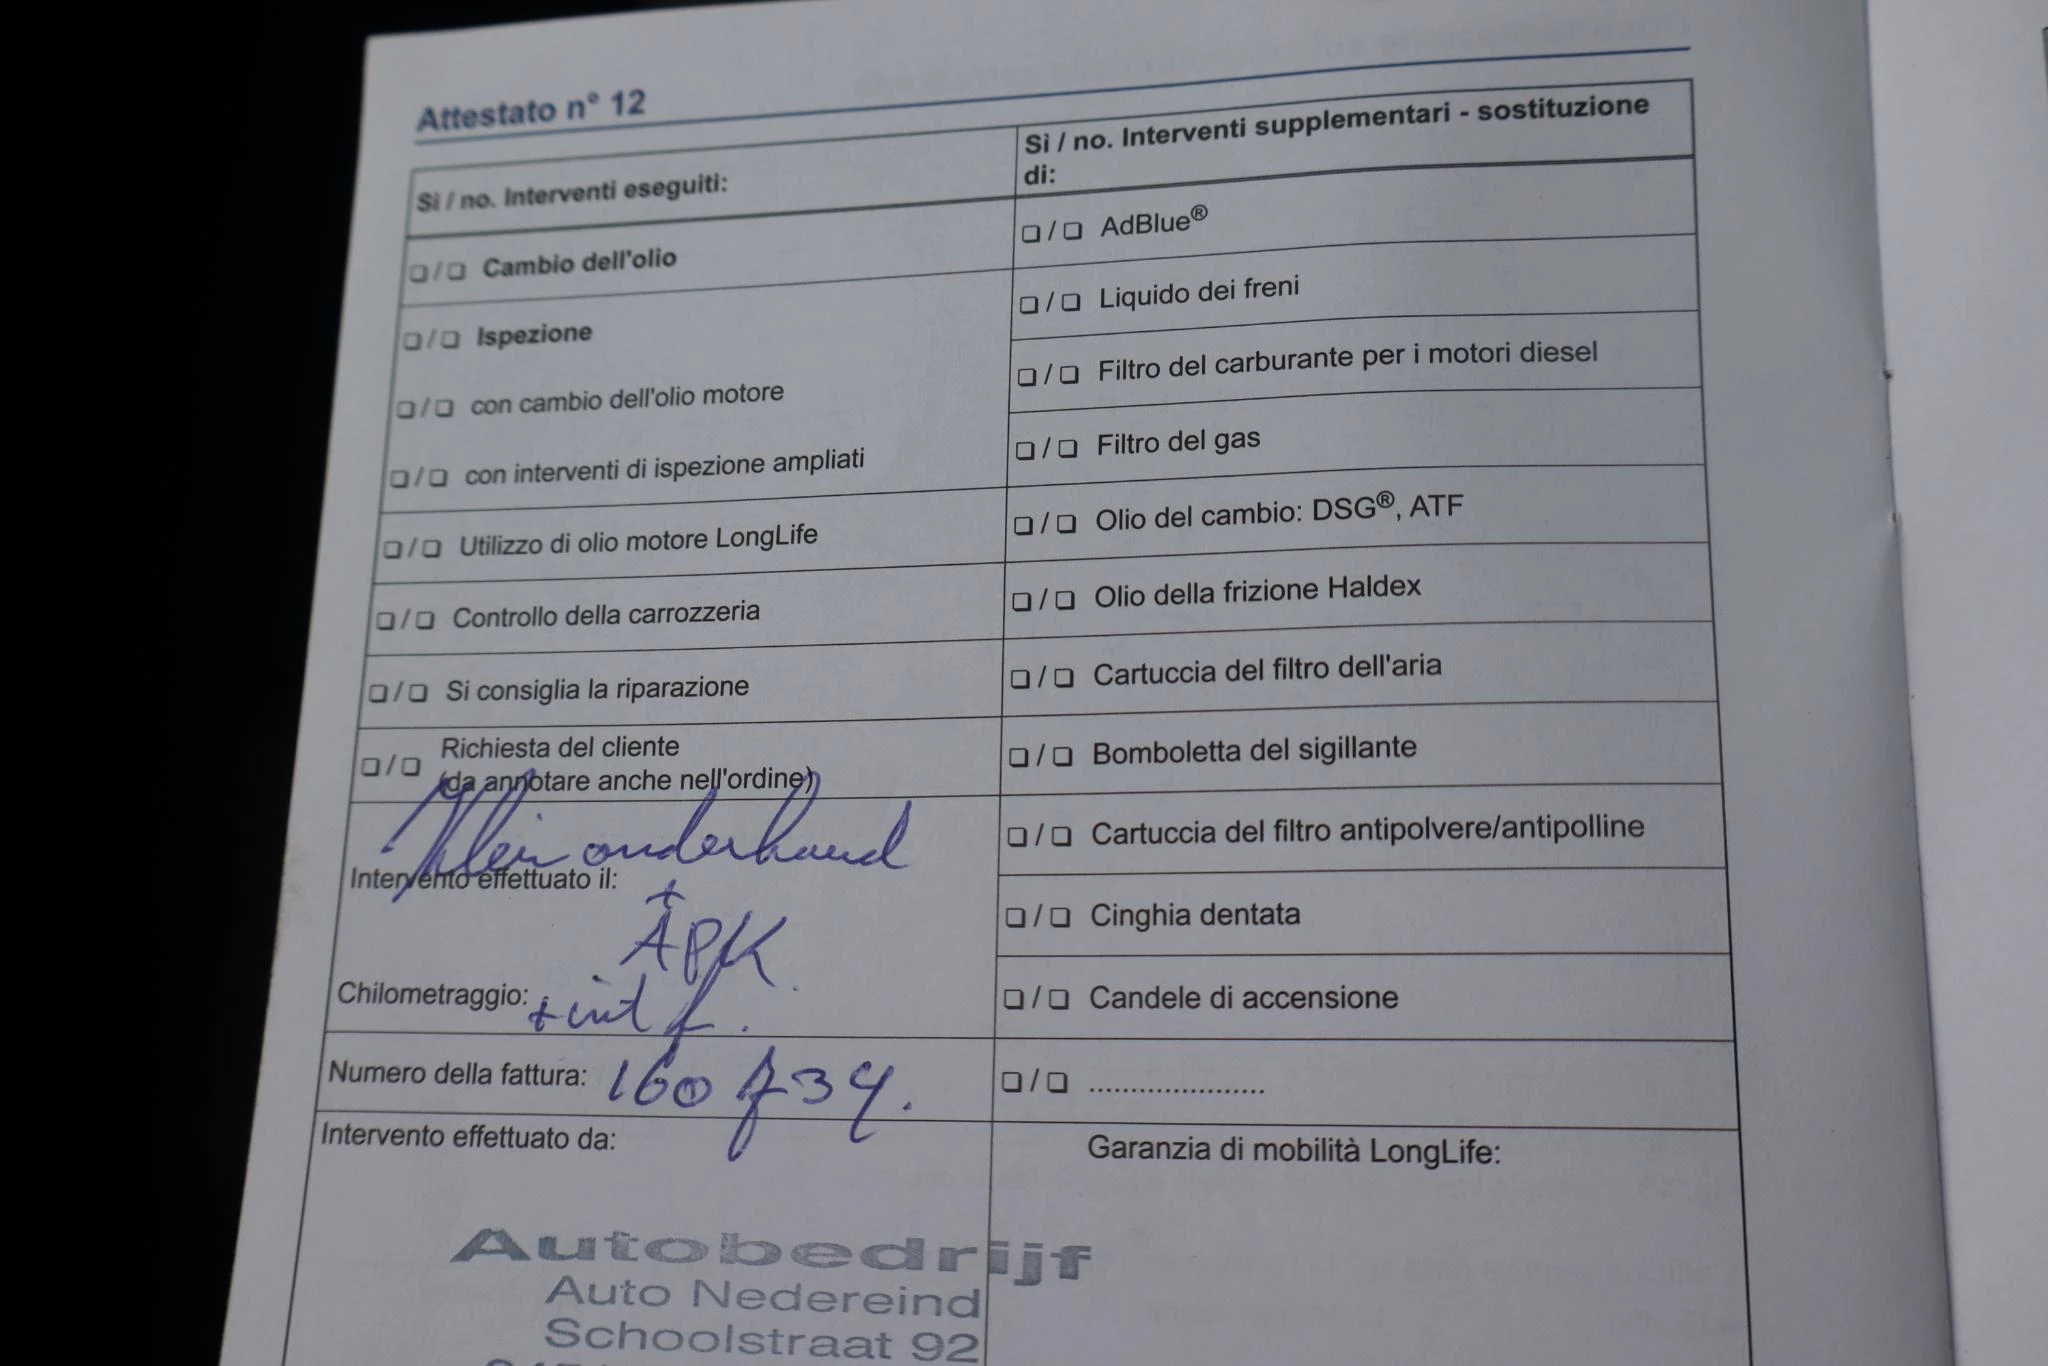 Attestato n° 12
Sì / no. Interventi eseguiti:
❑ / ❑ Cambio dell'olio
❑ / ❑ Ispezione
❑ / ❑ con cambio dell'olio motore
❑ / ❑ con interventi di ispezione ampliati
❑ / ❑ Utilizzo di olio motore LongLife
❑ / ❑ Controllo della carrozzeria
❑ / ❑ Si consiglia la riparazione
❑ / ❑ Richiesta del cliente
(da annotare anche nell'ordine)
Klein onderhoud
Intervento effettuato il:
+
APK
Chilometraggio:
Numero della fattura: 160
Intervento effettuato da:
Autobedrijf
Auto Nedereind
Schoolstraat 92
Sì / no. Interventi supplementari - sostituzione
di:
❑ / ❑ AdBlue®
❑ / ❑ Liquido dei freni
❑ / ❑ Filtro del carburante per i motori diesel
❑ / ❑ Filtro del gas
❑ / ❑ Olio del cambio: DSG®, ATF
❑ / ❑ Olio della frizione Haldex
❑ / ❑ Cartuccia del filtro dell'aria
❑ / ❑ Bomboletta del sigillante
❑ / ❑ Cartuccia del filtro antipolvere/antipolline
❑ / ❑ Cinghia dentata
❑ / ❑ Candele di accensione
❑ / ❑ .....................
Garanzia di mobilità LongLife: